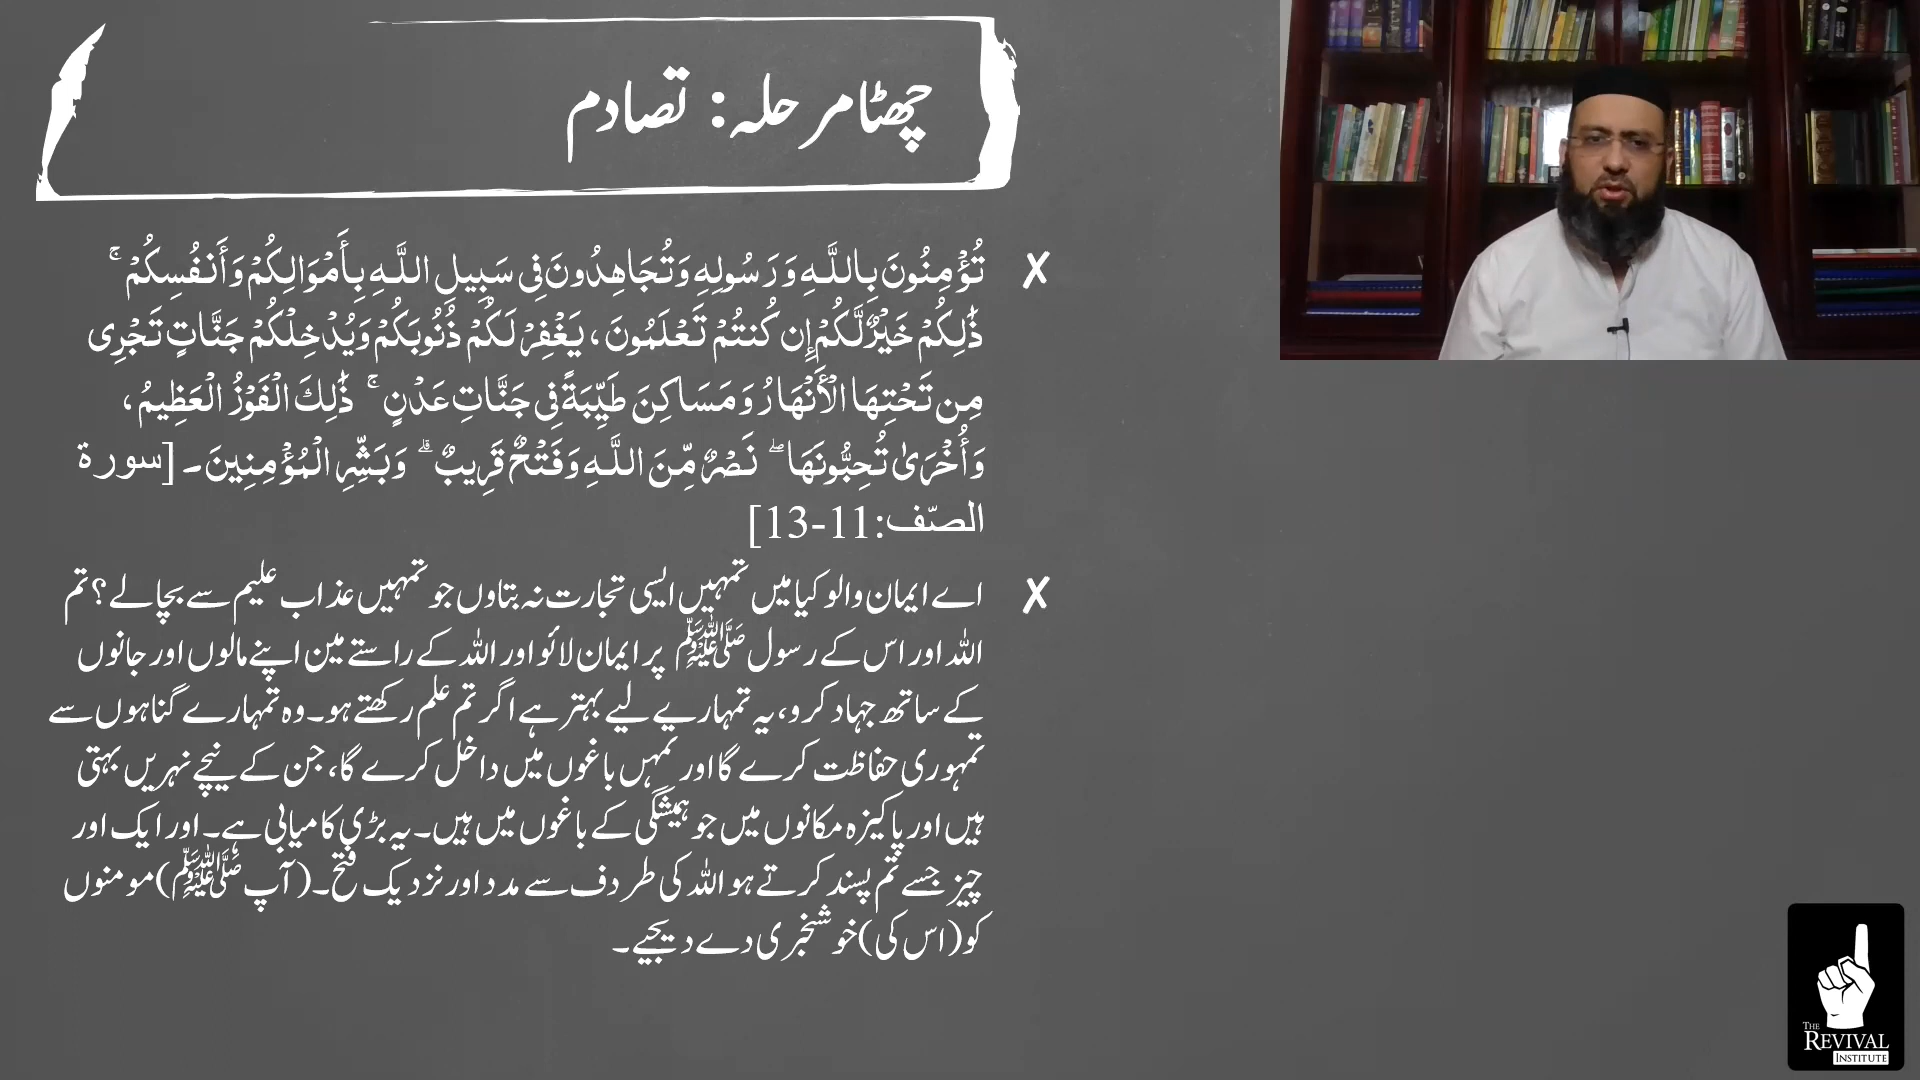 چھٹا مرحلہ: تصادم
تُؤْمِنُونَ بِاللَّهِ وَرَسُولِهِ وَتُجَاهِدُونَ فِي سَبِيلِ اللَّهِ بِأَمْوَالِكُمْ وَأَنفُسِكُمْ ۚ
ذَٰلِكُمْ خَيْرٌ لَّكُمْ إِن كُنتُمْ تَعْلَمُونَ، يَغْفِرْ لَكُمْ ذُنُوبَكُمْ وَيُدْخِلْكُمْ جَنَّاتٍ تَجْرِي
مِن تَحْتِهَا الْأَنْهَارُ وَمَسَاكِنَ طَيِّبَةً فِي جَنَّاتِ عَدْنٍ ۚ ذَٰلِكَ الْفَوْزُ الْعَظِيمُ،
وَأُخْرَىٰ تُحِبُّونَهَا ۖ نَصْرٌ مِّنَ اللَّهِ وَفَتْحٌ قَرِيبٌ ۗ وَبَشِّرِ الْمُؤْمِنِينَ۔ [سورة
الصّف:11-13]
اے ایمان والو کیا میں تمہیں ایسی تجارت نہ بتاوں جو تمہیں عذاب علیم سے بچالے؟ تم
اللہ اور اس کے رسول ﷺ پر ایمان لائو اور اللہ کے راستے مین اپنے مالوں اور جانوں
کے ساتھ جہاد کرو، یہ تمہاریے لیے بہتر ہے اگر تم علم رکھتے ہو۔ وہ تمہارے گناہوں سے
تمہوری حفاظت کرے گا اور تمہں باغوں میں داخل کرے گا، جن کے نیچے نہریں بہتی
ہیں اور پاکیزہ مکانوں میں جو ہمیشگی کے باغوں میں ہیں۔ یہ بڑی کامیابی ہے۔ اور ایک اور
چیز جسے تم پسند کرتے ہو اللہ کی طردف سے مدد اور نزدیک فتح۔ (آپ ﷺ) مومنوں
کو (اس کی) خوشخبری دے دیجیے۔
THE
REVIVAL
INSTITUTE